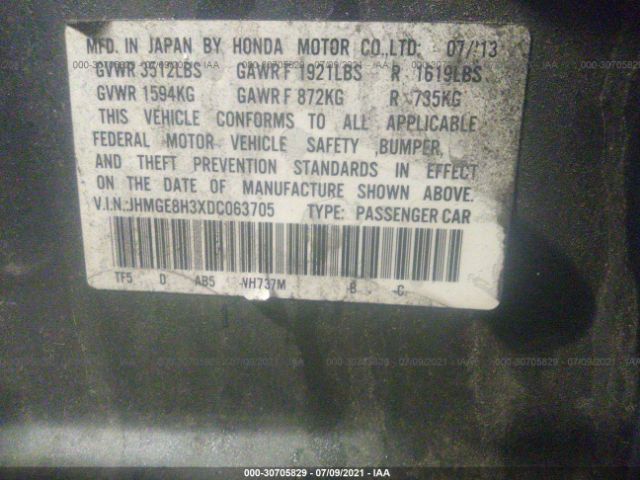 MFD. IN JAPAN BY HONDA MOTOR CO.,LTD: 07/13
GVWR 3512LBS GAWR F 1921LBS R 1619LBS
GVWR 1594KG GAWR F 872KG R 735KG
THIS VEHICLE CONFORMS TO ALL APPLICABLE
FEDERAL MOTOR VEHICLE SAFETY ,BUMPER,
AND THEFT PREVENTION STANDARDS IN EFFECT
ON THE DATE OF MANUFACTURE SHOWN ABOVE.
V.I.N.:JHMGE8H3XDC063705 TYPE: PASSENGER CAR
TF5 D AB5 -NH737M -B -C
000-30705829 - 07/09/2021 - IAA